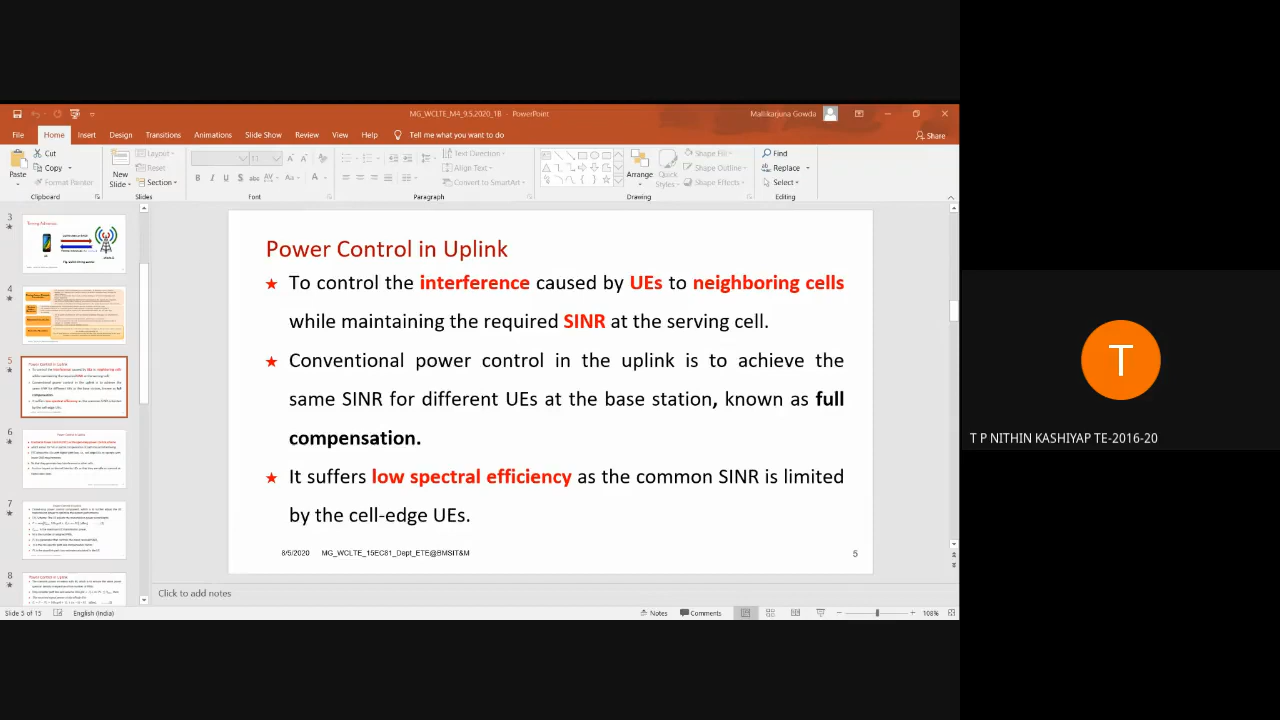 MG_WCLTE_M4_9.5.2020_1B - PowerPoint
Mallikarjuna Gowda
File Home Insert Design Transitions Animations Slide Show Review View Help Tell me what you want to do
Share
Paste
Cut
Copy
Format Painter
Clipboard
New Slide
Layout
Reset
Section
Slides
11
Font
Text Direction
Align Text
Convert to SmartArt
Paragraph
Arrange
Quick Styles
Shape Fill
Shape Outline
Shape Effects
Drawing
Find
Replace
Select
Editing
3
4
5
6
7
8
Power Control in Uplink
To control the interference caused by UEs to neighboring cells
while maintaining the required SINR at the serving cell.
Conventional power control in the uplink is to achieve the
same SINR for different UEs at the base station, known as full
compensation.
It suffers low spectral efficiency as the common SINR is limited
by the cell-edge UEs.
8/5/2020 MG_WCLTE_15EC81_Dept_ETE@BMSIT&M 5
Click to add notes
Slide 5 of 15 English (India) Notes Comments 108%
T
T P NITHIN KASHIYAP TE-2016-20